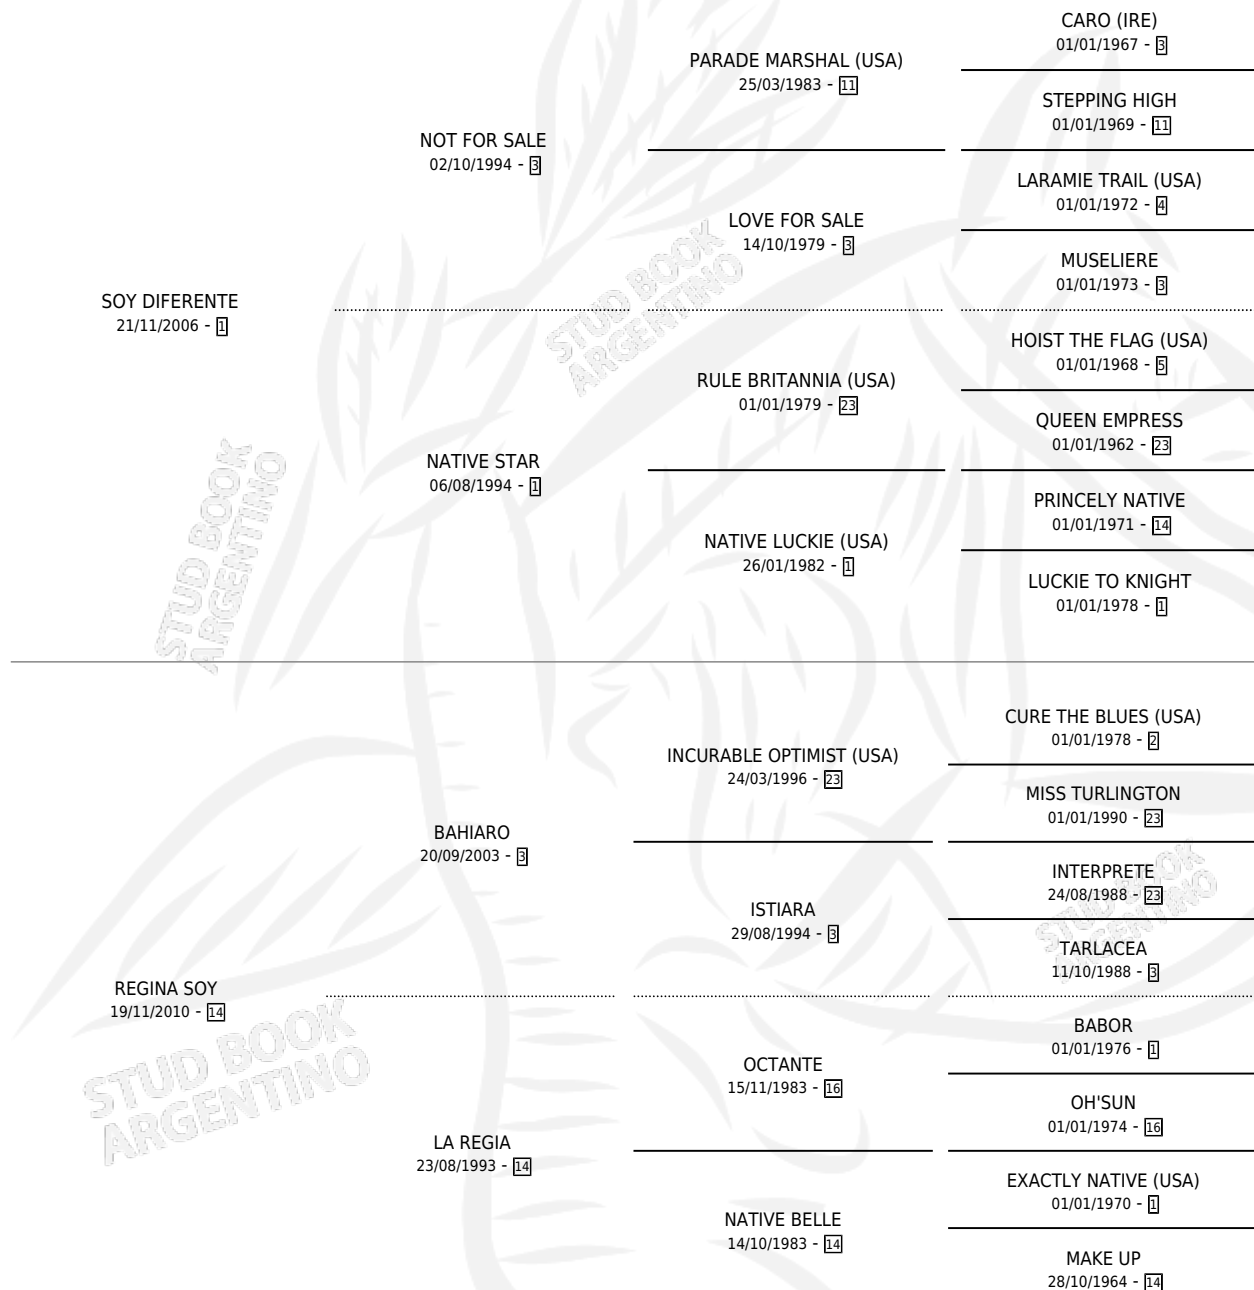 SOY DIFERENTE
21/11/2006 - 1
NOT FOR SALE
02/10/1994 - 3
PARADE MARSHAL (USA)
25/03/1983 - 11
CARO (IRE)
01/01/1967 - 3
STEPPING HIGH
01/01/1969 - 11
LOVE FOR SALE
14/10/1979 - 3
LARAMIE TRAIL (USA)
01/01/1972 - 4
MUSELIERE
01/01/1973 - 3
NATIVE STAR
06/08/1994 - 1
RULE BRITANNIA (USA)
01/01/1979 - 23
HOIST THE FLAG (USA)
01/01/1968 - 5
QUEEN EMPRESS
01/01/1962 - 23
NATIVE LUCKIE (USA)
26/01/1982 - 1
PRINCELY NATIVE
01/01/1971 - 14
LUCKIE TO KNIGHT
01/01/1978 - 1
REGINA SOY
19/11/2010 - 14
BAHIARO
20/09/2003 - 3
INCURABLE OPTIMIST (USA)
24/03/1996 - 23
CURE THE BLUES (USA)
01/01/1978 - 2
MISS TURLINGTON
01/01/1990 - 23
ISTIARA
29/08/1994 - 3
INTERPRETE
24/08/1988 - 23
TARLACEA
11/10/1988 - 3
LA REGIA
23/08/1993 - 14
OCTANTE
15/11/1983 - 16
BABOR
01/01/1976 - 1
OH'SUN
01/01/1974 - 16
NATIVE BELLE
14/10/1983 - 14
EXACTLY NATIVE (USA)
01/01/1970 - 1
MAKE UP
28/10/1964 - 14
STUD BOOK
ARGENTINO
STUD BOOK
ARGENTINO
STUD BOOK
ARGENTINO
STUD BOOK
ARGENTINO